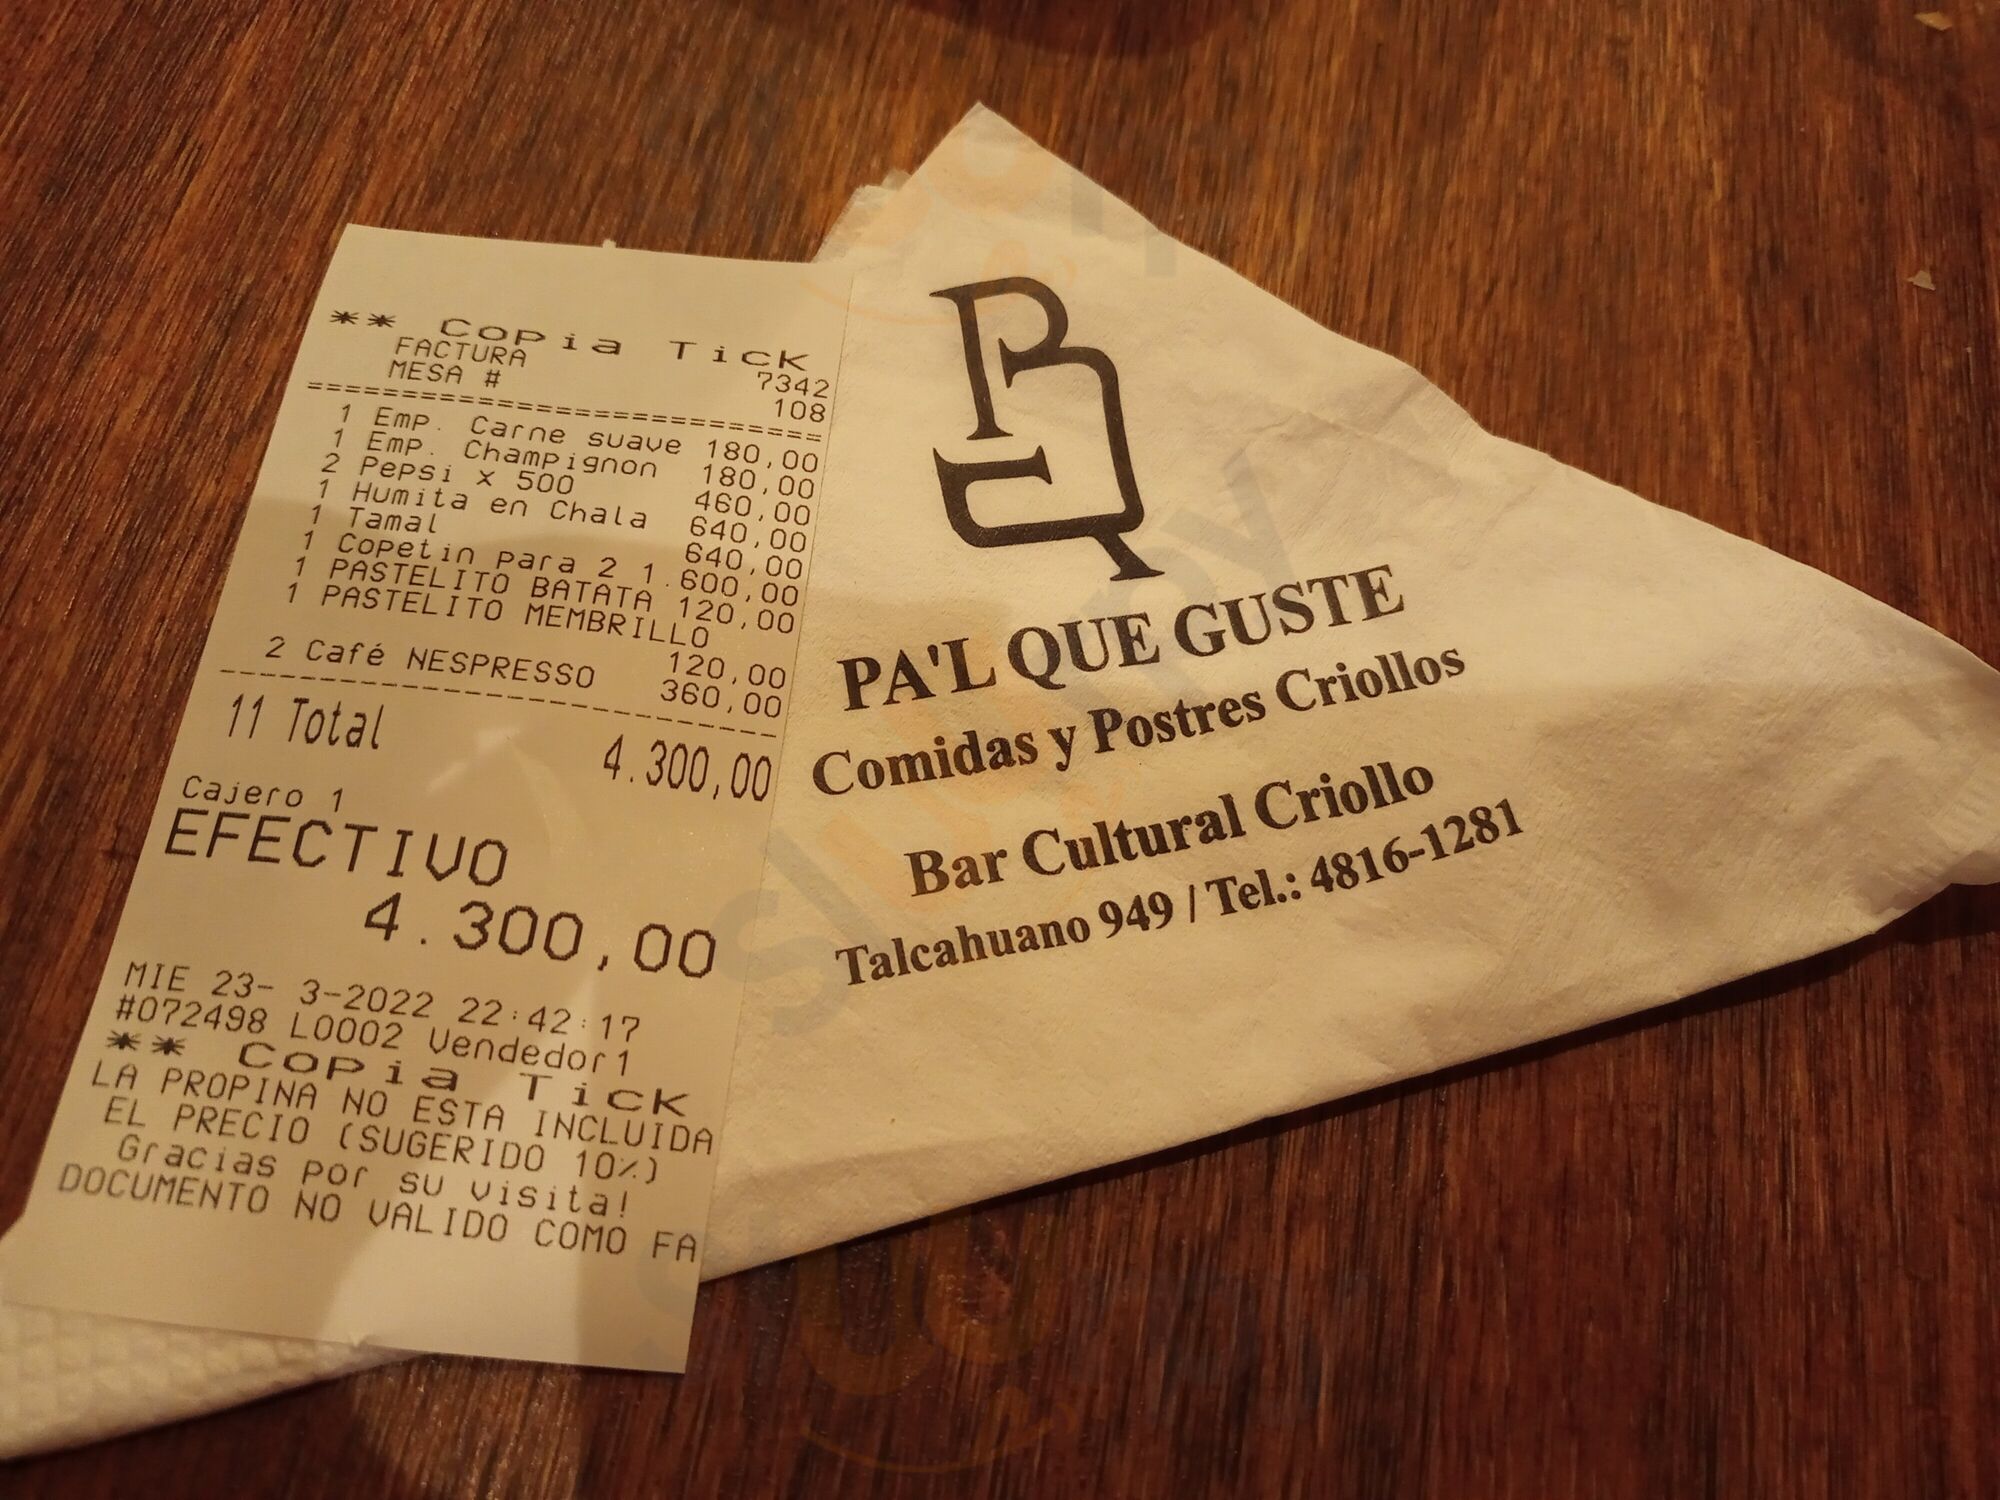 ** Copia Tick
FACTURA 7342
MESA # 108
==========================
1 Emp. Carne suave 180,00
1 Emp. Champignon 180,00
2 Pepsi x 500 460,00
1 Humita en Chala 640,00
1 Tamal 640,00
1 Copetin para 2 1.600,00
1 PASTELITO BATATA 120,00
1 PASTELITO MEMBRILLO
120,00
2 Café NESPRESSO 360,00
--------------------------
11 Total 4.300,00
Cajero 1
EFECTIVO
4.300,00
MIE 23- 3-2022 22:42:17
#072498 L0002 Vendedor1
** Copia Tick
LA PROPINA NO ESTA INCLUIDA
EL PRECIO (SUGERIDO 10%)
Gracias por su visita!
DOCUMENTO NO VALIDO COMO FA
PQ
PA'L QUE GUSTE
Comidas y Postres Criollos
Bar Cultural Criollo
Talcahuano 949 / Tel.: 4816-1281